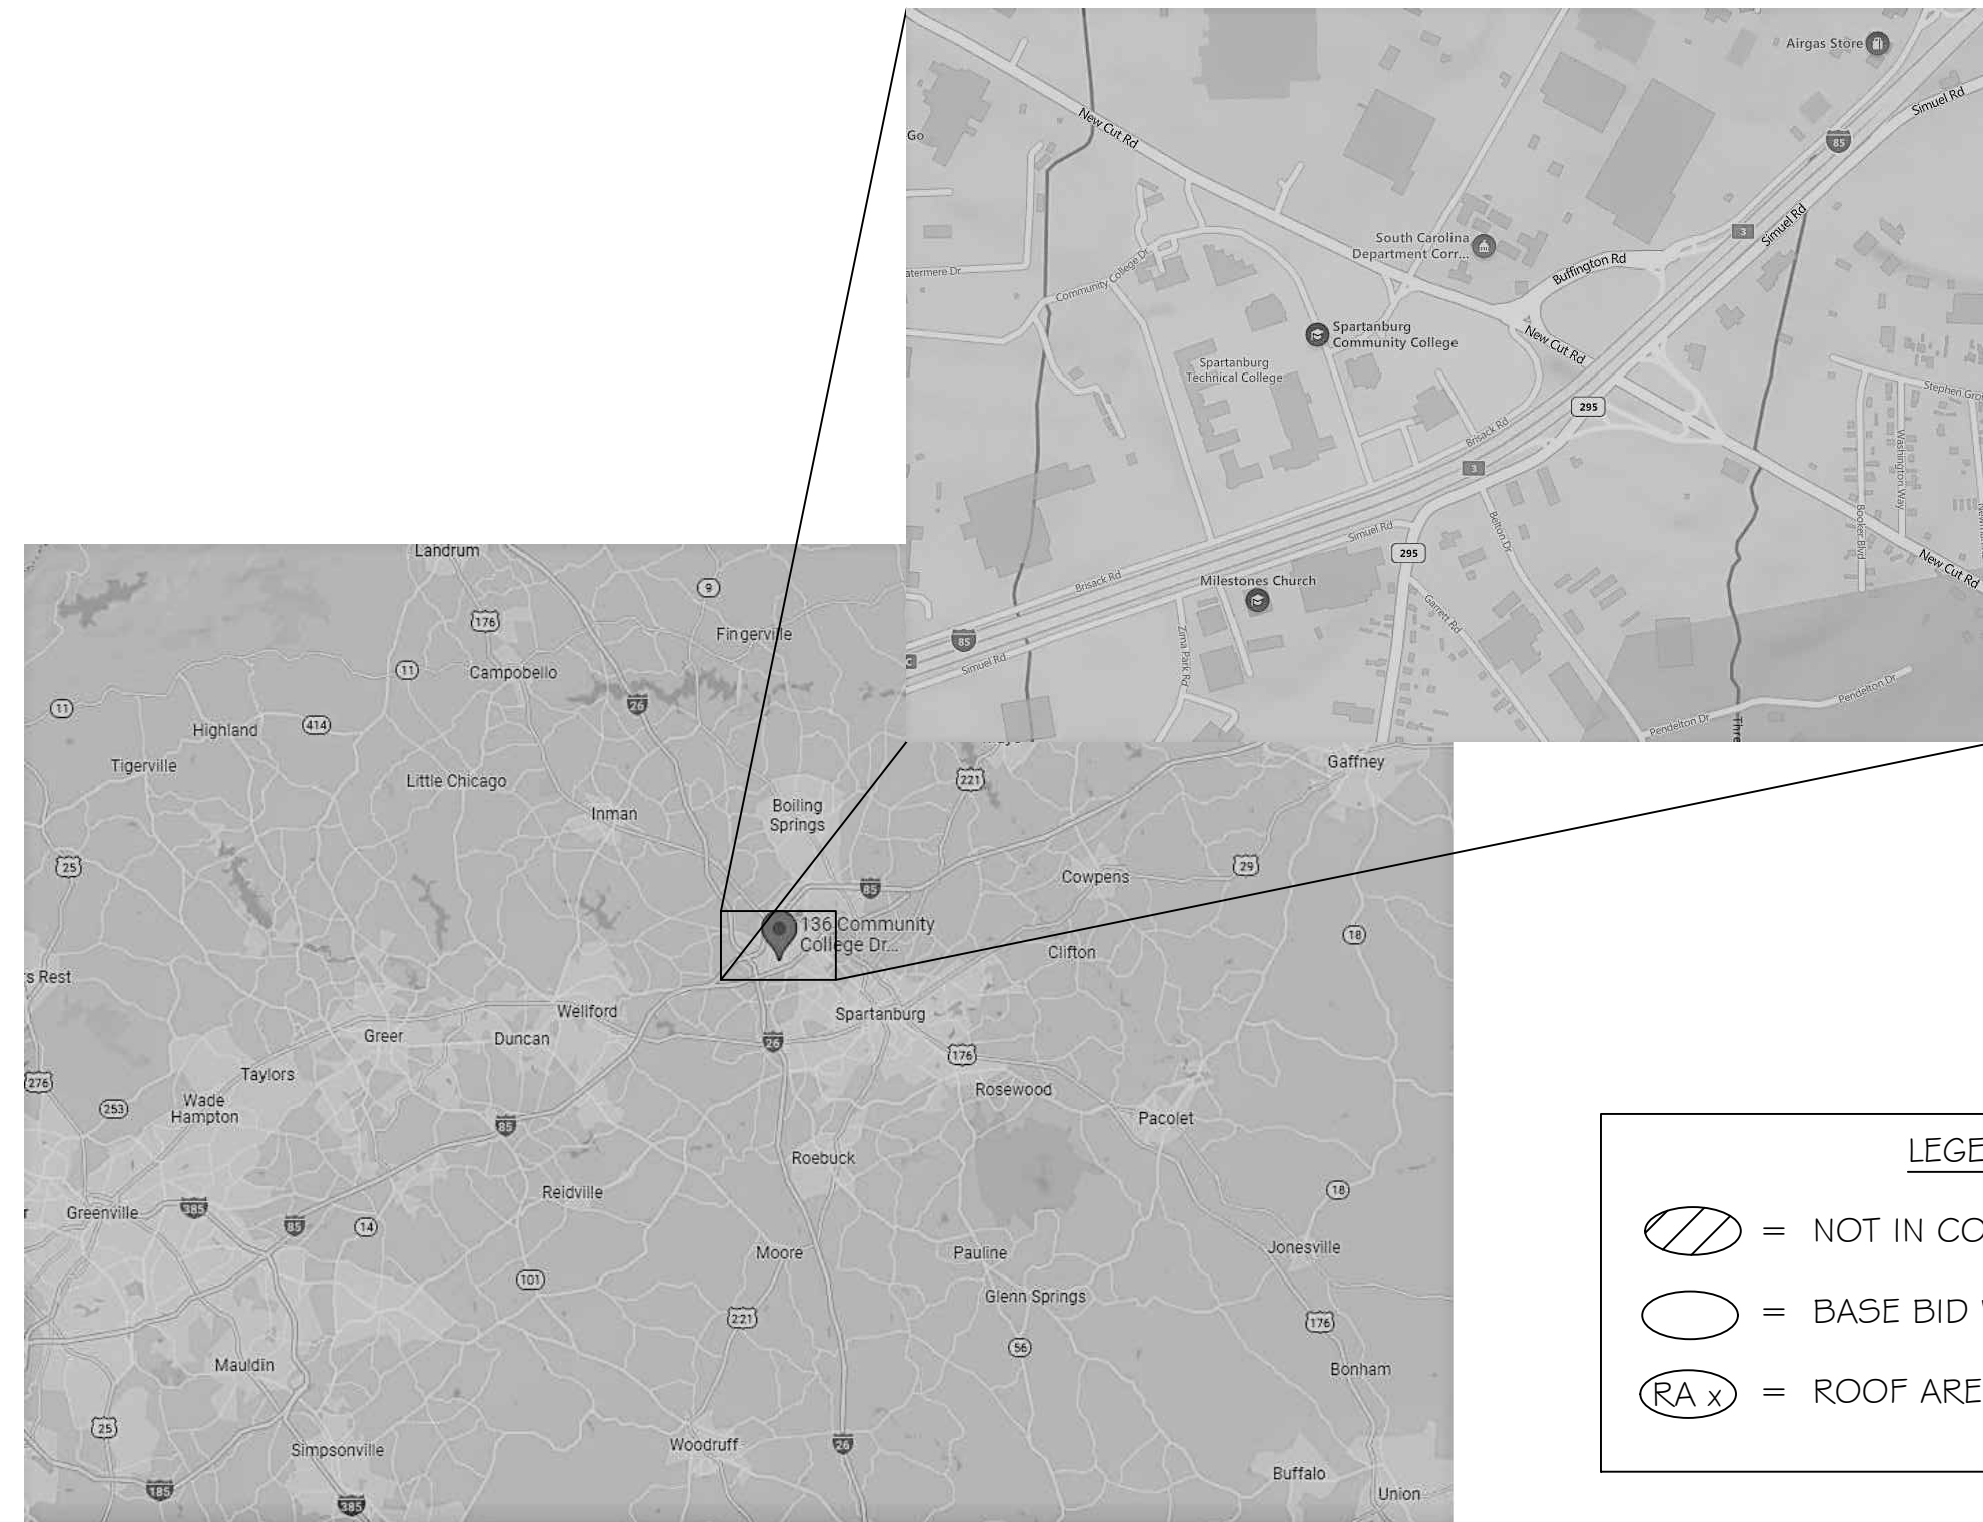 Airgas Store
Simuel Rd
New Cut Rd
Go
85
South Carolina
Department Corr...
3
Simuel Rd
Buffington Rd
atermere Dr
Community College Dr
Spartanburg
Community College
New Cut Rd
Spartanburg
Technical College
Stephen Gro
295
Brisack Rd
Washington Way
3
Booker Blvd
Simuel Rd
Belton Dr
295
New Cut Rd
Brisack Rd
Milestones Church
Garrett Rd
Zima Park Rd
85
Simuel Rd
Pendelton Dr
Pendelton Dr
Thre
Landrum
9
176
Fingerville
11
Campobello
26
11
Highland
414
Tigerville
Little Chicago
221
Gaffney
Inman
Boiling
Springs
25
29
Cowpens
85
136 Community
College Dr...
18
Clifton
s Rest
Wellford
Spartanburg
Greer
Duncan
26
176
Taylors
276
Rosewood
Wade
Hampton
253
85
Pacolet
Roebuck
Reidville
18
Greenville
385
85
14
Moore
Pauline
Jonesville
101
Glenn Springs
221
176
56
Mauldin
Bonham
25
Simpsonville
Woodruff
26
Buffalo
185
385
Union
LEGE
= NOT IN CO
= BASE BID
RA x = ROOF ARE